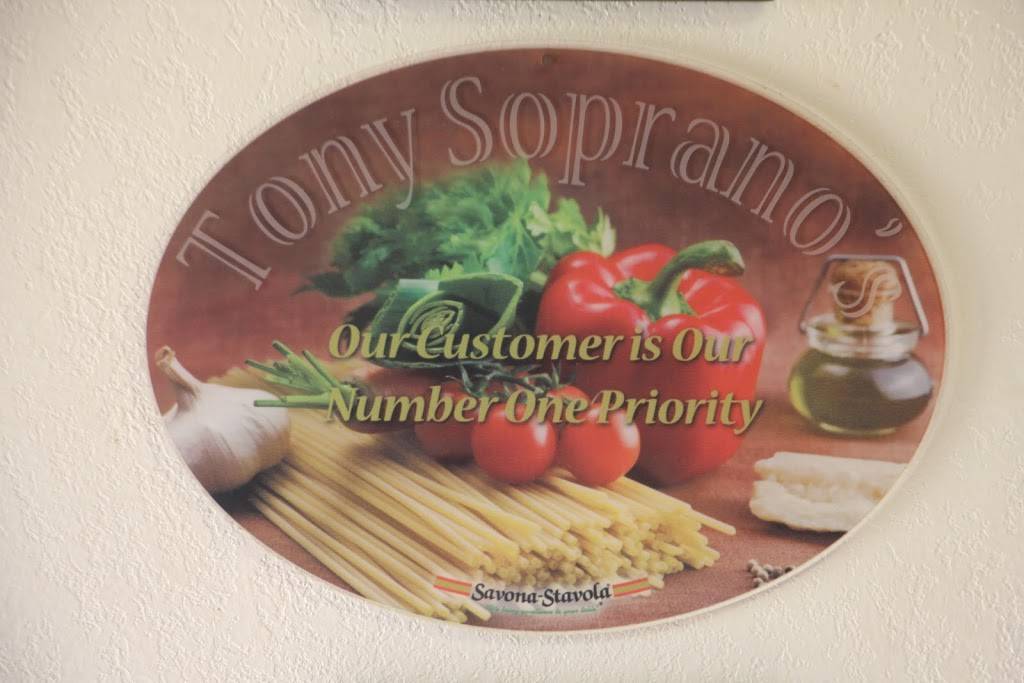 Tony Soprano's
Our Customer is Our
Number One Priority
Savona-Stavola